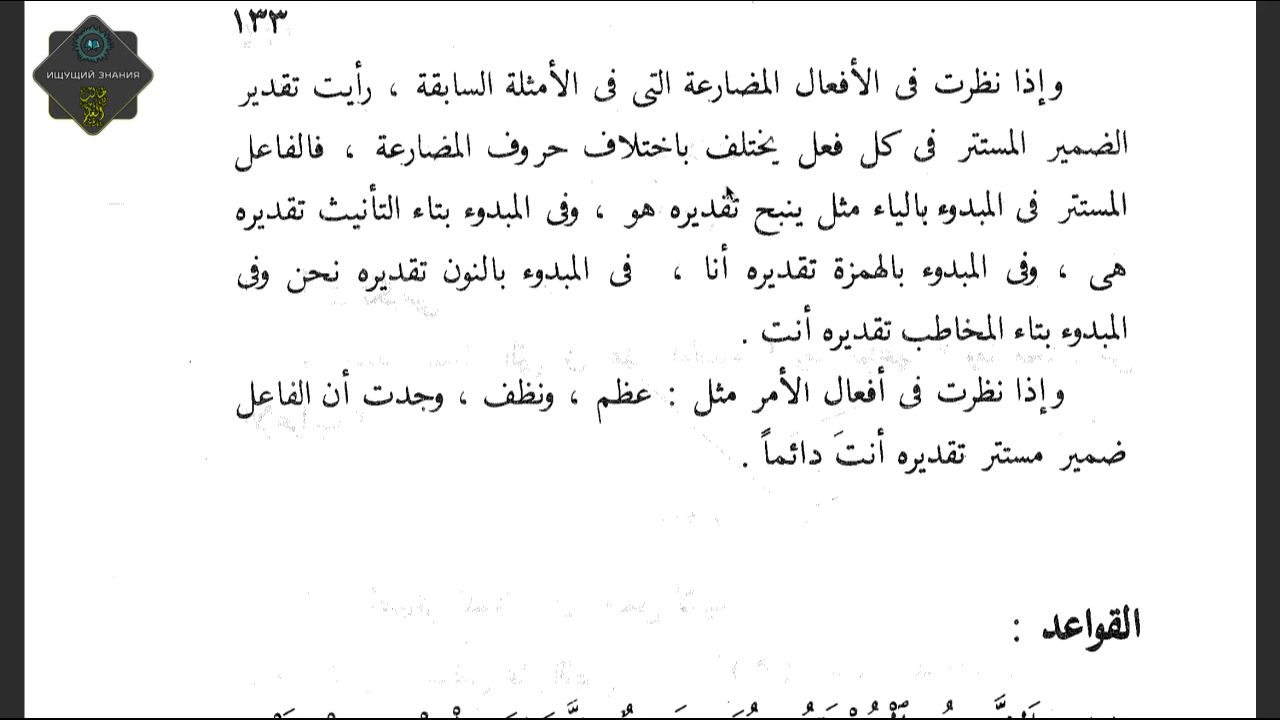 ١٣٣
ИЩУЩИЙ ЗНАНИЯ
وإذا نظرت فى الأفعال المضارعة التى فى الأمثلة السابقة ، رأيت تقدير
الضمير المستتر فى كل فعل يختلف باختلاف حروف المضارعة ، فالفاعل
المستتر فى المبدوء بالياء مثل ينبح تقديره هو ، وفى المبدوء بتاء التأنيث تقديره
هى ، وفى المبدوء بالهمزة تقديره أنا ، فى المبدوء بالنون تقديره نحن وفى
المبدوء بتاء المخاطب تقديره أنت .
وإذا نظرت فى أفعال الأمر مثل : عظم ، ونظف ، وجدت أن الفاعل
ضمير مستتر تقديره أنتَ دائماً .
القواعد :